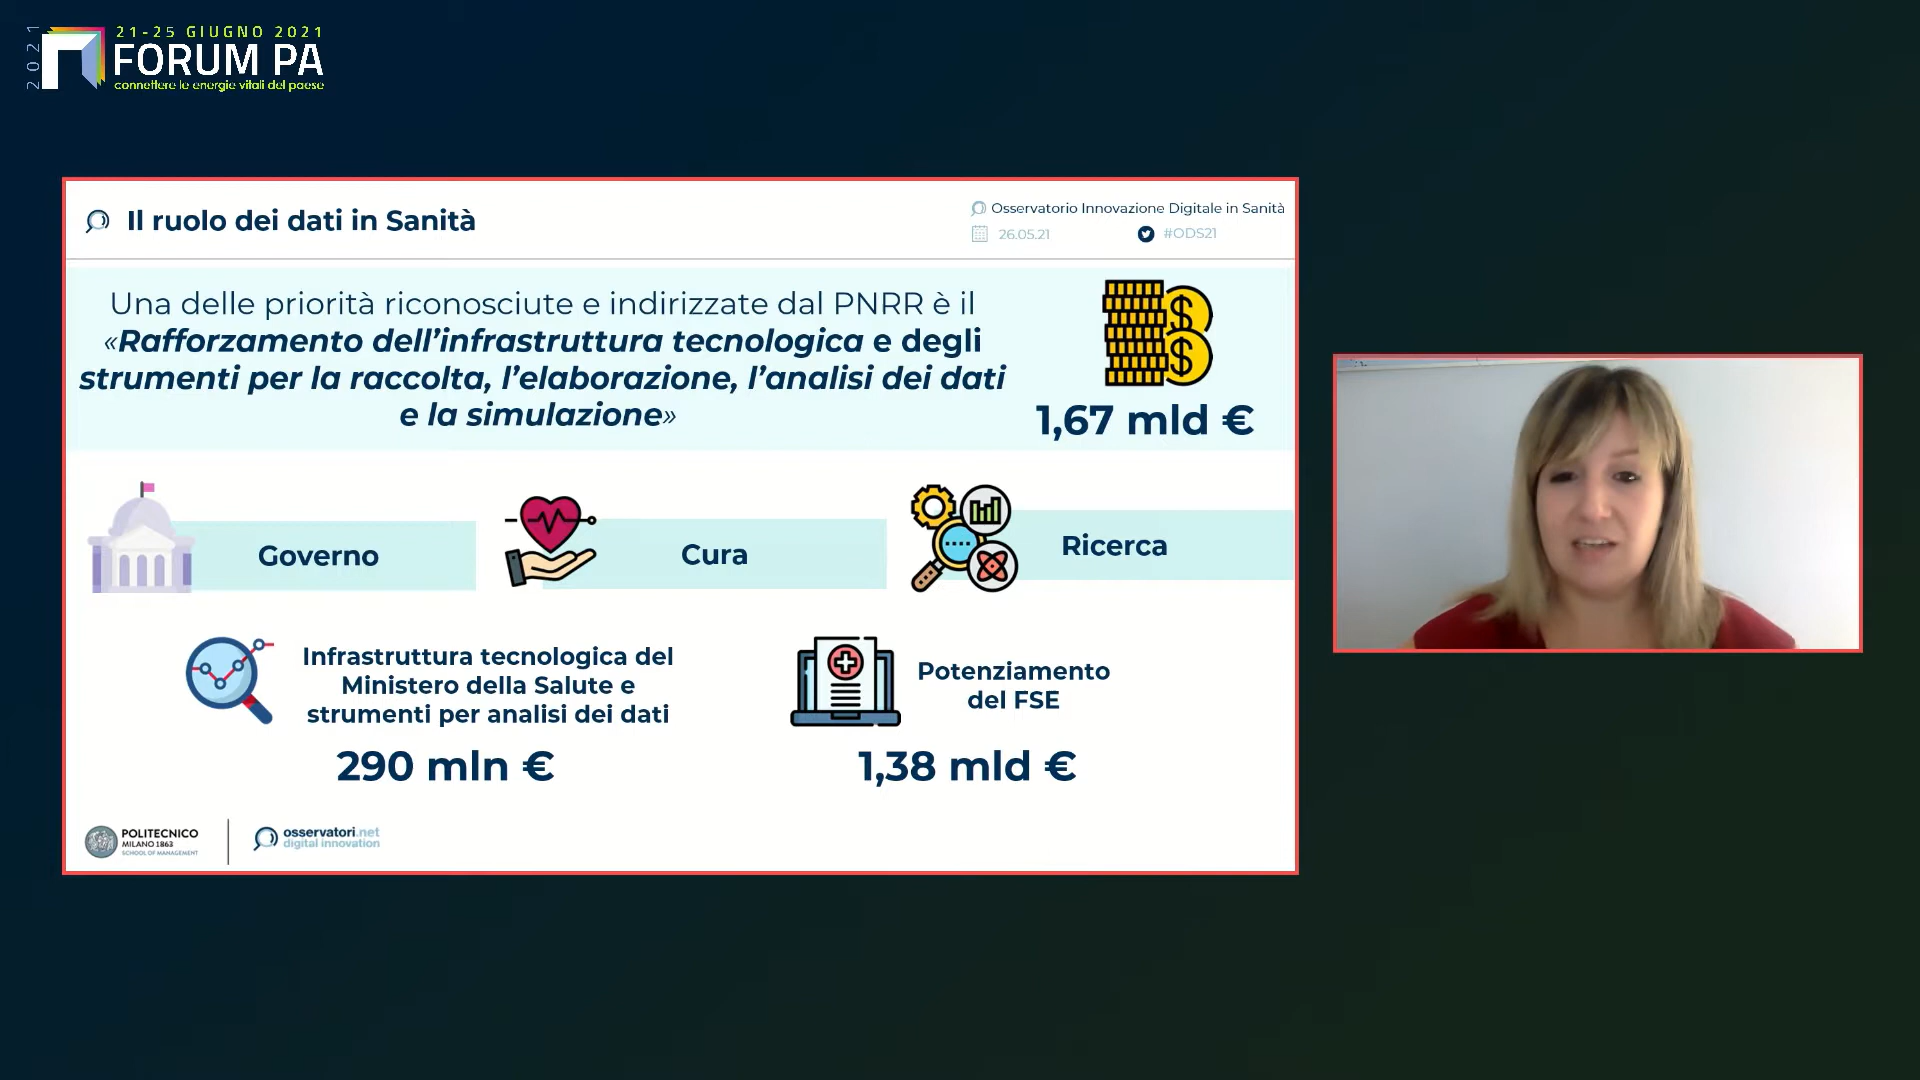 2021
21-25 GIUGNO 2021
FORUM PA
connettere le energie vitali del paese
Il ruolo dei dati in Sanità
Osservatorio Innovazione Digitale in Sanità
26.05.21
#ODS21
Una delle priorità riconosciute e indirizzate dal PNRR è il
«Rafforzamento dell’infrastruttura tecnologica e degli
strumenti per la raccolta, l’elaborazione, l’analisi dei dati
e la simulazione»
1,67 mld €
Governo
Cura
Ricerca
Infrastruttura tecnologica del
Ministero della Salute e
strumenti per analisi dei dati
290 mln €
Potenziamento
del FSE
1,38 mld €
POLITECNICO
MILANO 1863
SCHOOL OF MANAGEMENT
osservatori.net
digital innovation